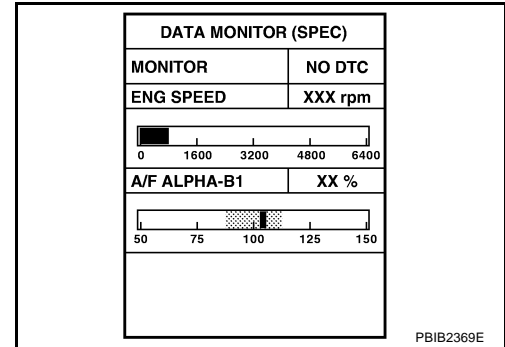 DATA MONITOR (SPEC)
MONITOR NO DTC
ENG SPEED XXX rpm
0 1600 3200 4800 6400
A/F ALPHA-B1 XX %
50 75 100 125 150
PBIB2369E